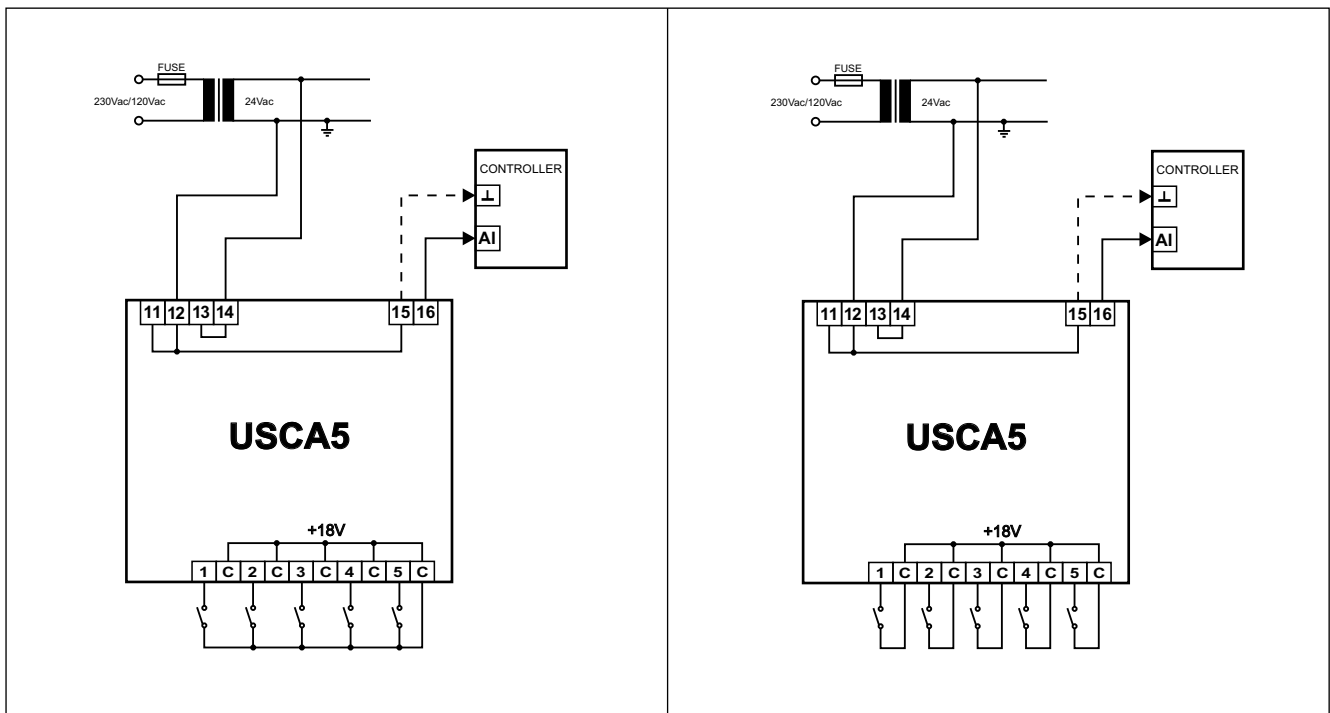 FUSE
230Vac/120Vac 24Vac
CONTROLLER
⊥
AI
11 12 13 14 15 16
USCA5
+18V
1 C 2 C 3 C 4 C 5 C
FUSE
230Vac/120Vac 24Vac
CONTROLLER
⊥
AI
11 12 13 14 15 16
USCA5
+18V
1 C 2 C 3 C 4 C 5 C